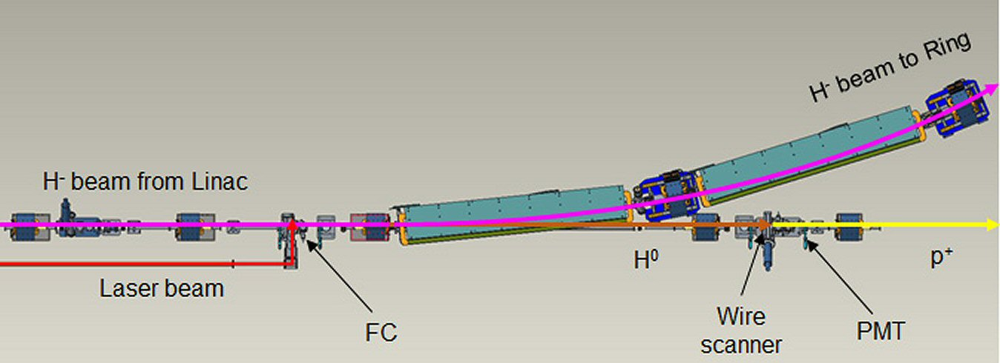 H⁻ beam to Ring
H⁻ beam from Linac
Laser beam
FC
H⁰
Wire
scanner
PMT
p⁺